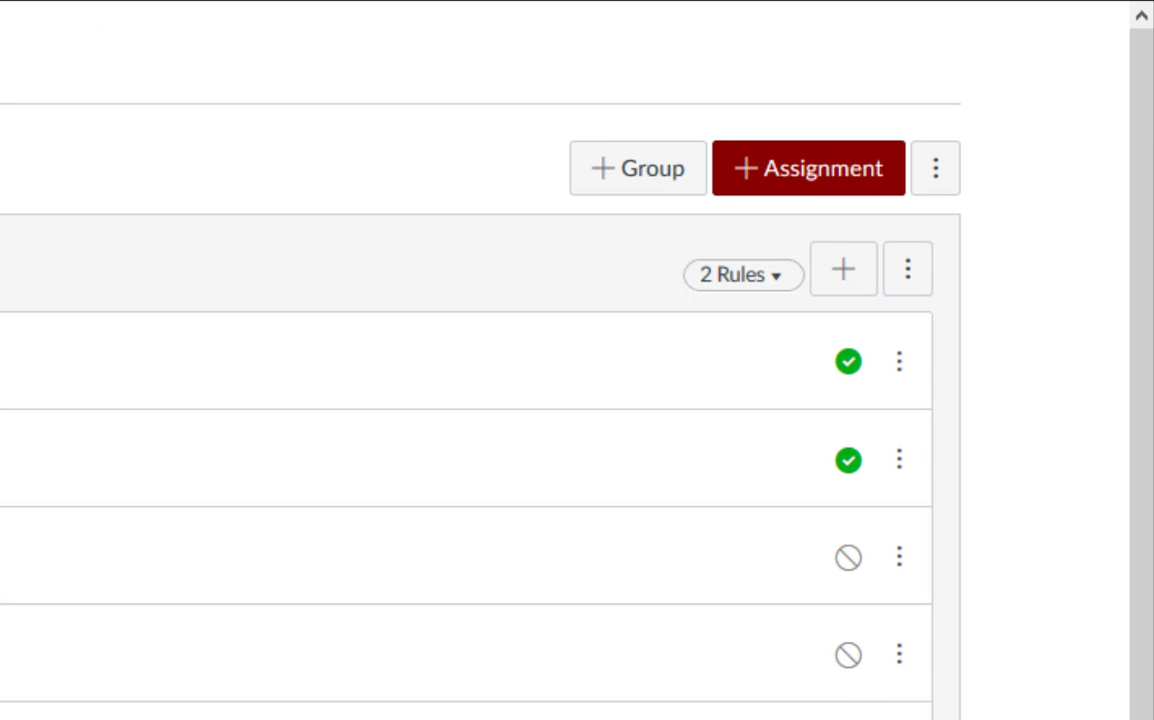 + Group + Assignment
2 Rules +